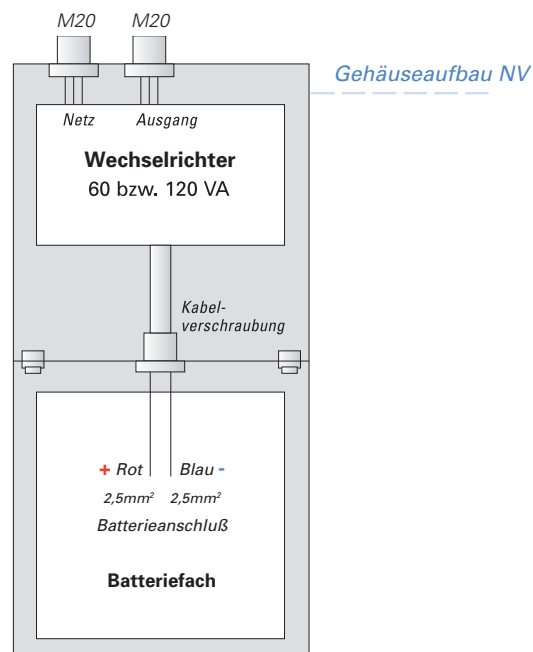 M20 M20
Gehäuseaufbau NV
Netz Ausgang
Wechselrichter
60 bzw. 120 VA
Kabel-
verschraubung
+ Rot Blau -
2,5mm² 2,5mm²
Batterieanschluß
Batteriefach